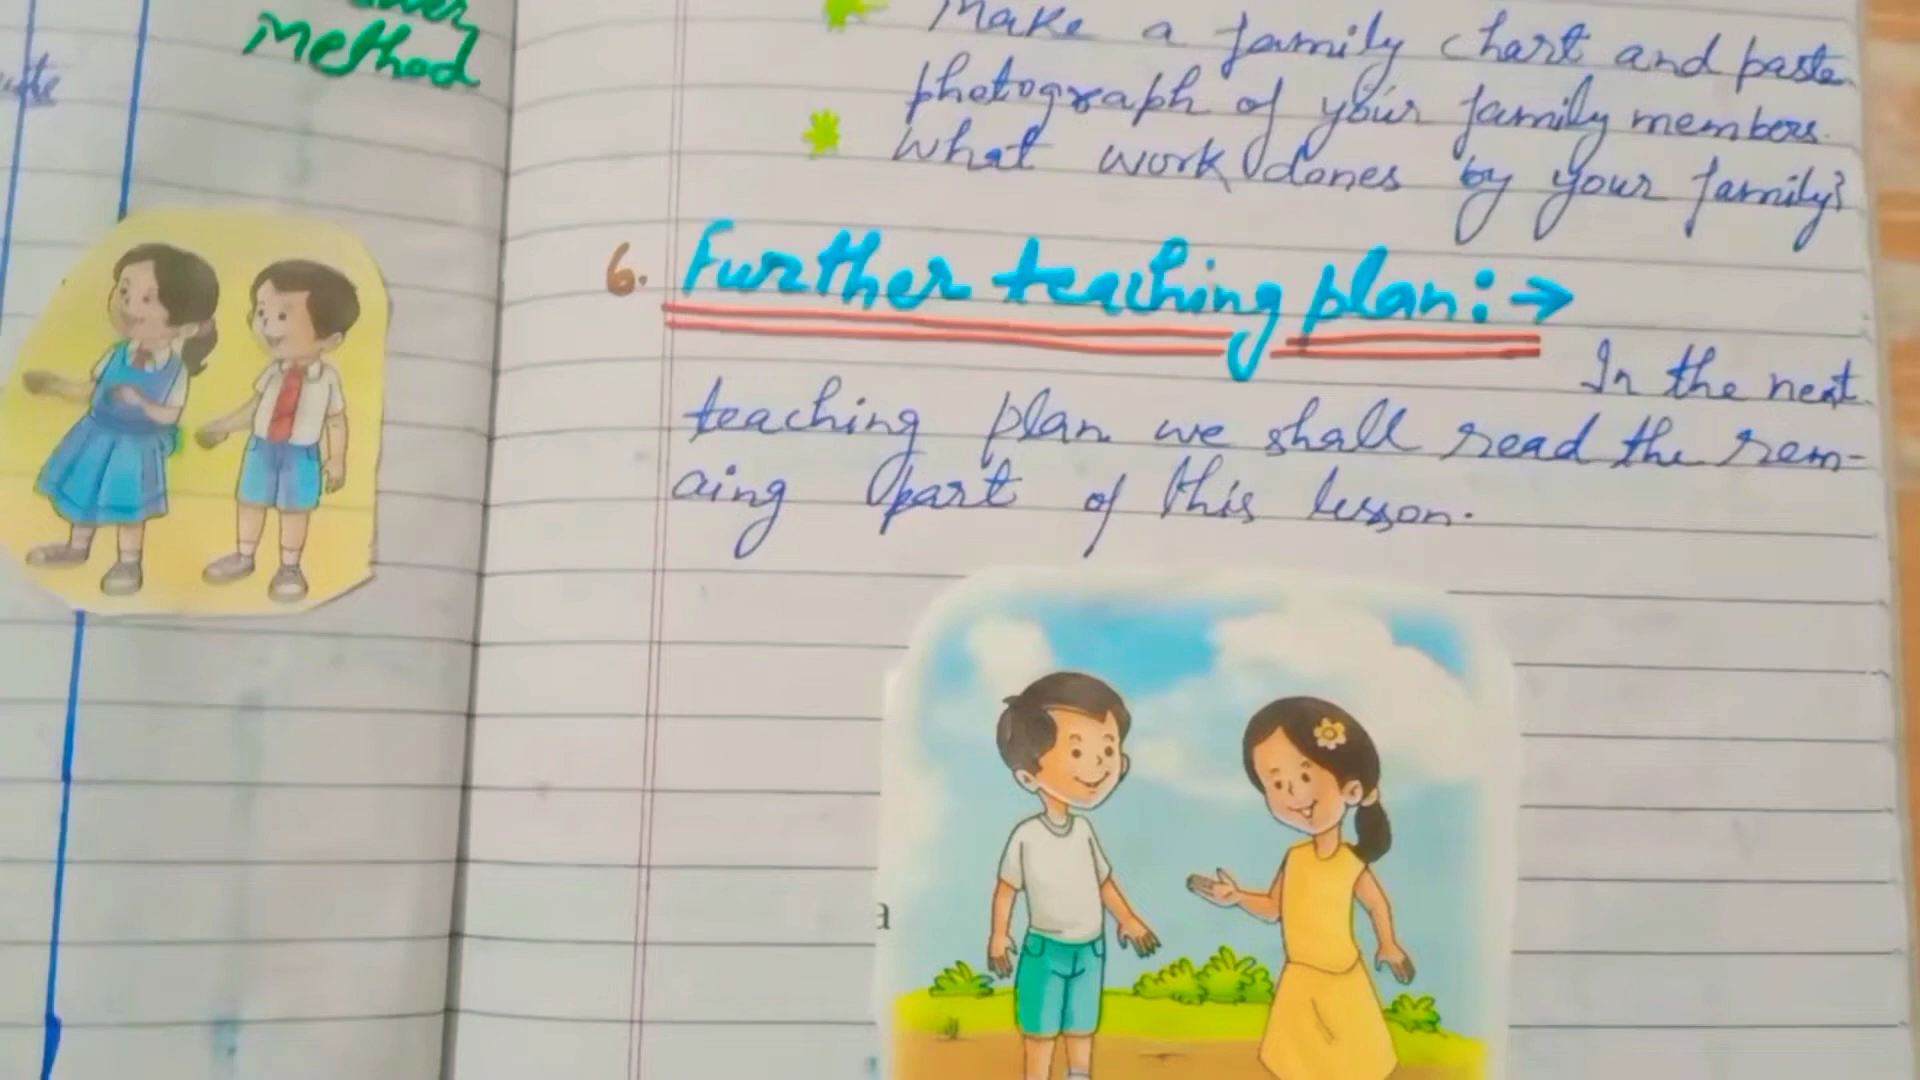 Method
Make a family chart and paste
photograph of your family members.
What work dones by your family?
6. Further teaching plan:→
In the next
teaching plan we shall read the rem-
aing part of this lesson.
a